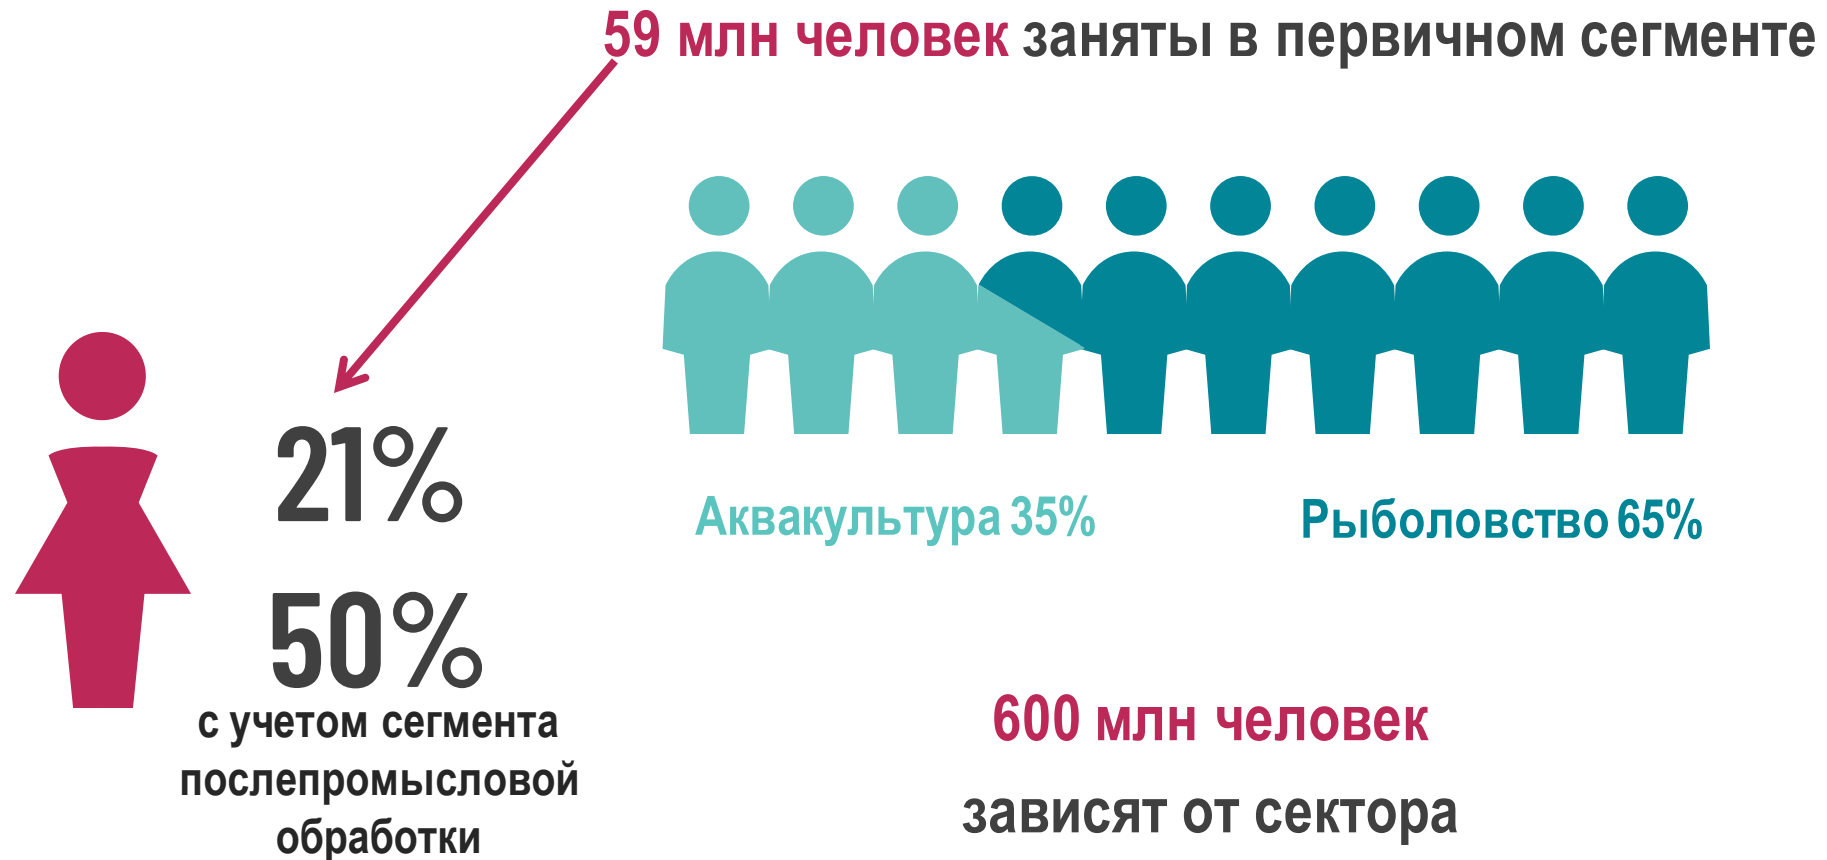 59 млн человек заняты в первичном сегменте
21%
50%
с учетом сегмента
послепромысловой
обработки
Аквакультура 35%
Рыболовство 65%
600 млн человек
зависят от сектора